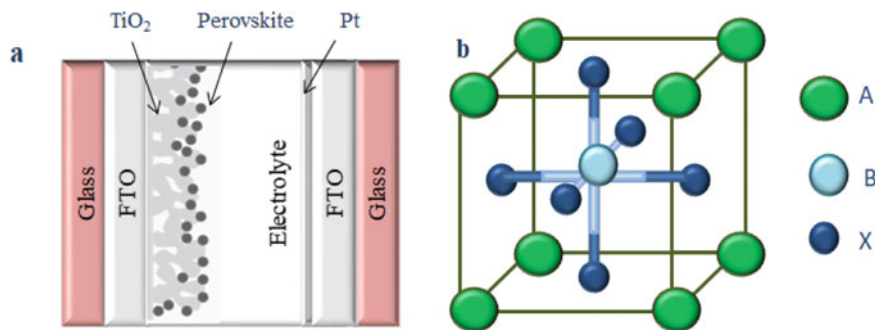 TiO₂ Perovskite Pt
a
Glass
FTO
Electrolyte
FTO
Glass
b
A
B
X